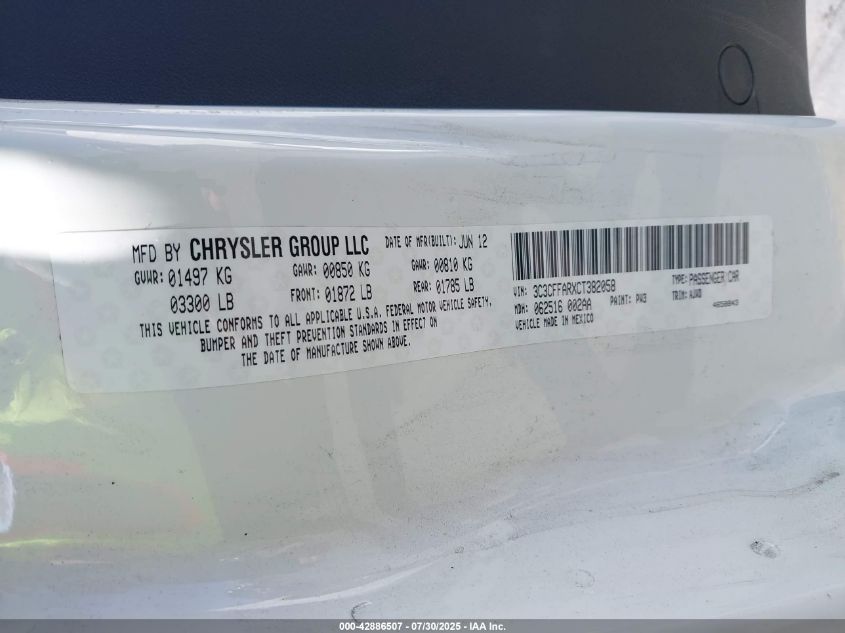 MFD BY CHRYSLER GROUP LLC DATE OF MFR(BUILT): JUN 12
GVWR: 01497 KG GAWR: 00850 KG GAWR: 00810 KG
03300 LB FRONT: 01872 LB REAR: 01785 LB
THIS VEHICLE CONFORMS TO ALL APPLICABLE U.S.A. FEDERAL MOTOR VEHICLE SAFETY,
BUMPER AND THEFT PREVENTION STANDARDS IN EFFECT ON
THE DATE OF MANUFACTURE SHOWN ABOVE.
VIN: 3C3CFFARXCT382058 TYPE: PASSENGER CAR
MDH: 062516 002AA PAINT: PW3 TRIM: AJW8
VEHICLE MADE IN MEXICO
000-42886507 - 07/30/2025 - IAA Inc.